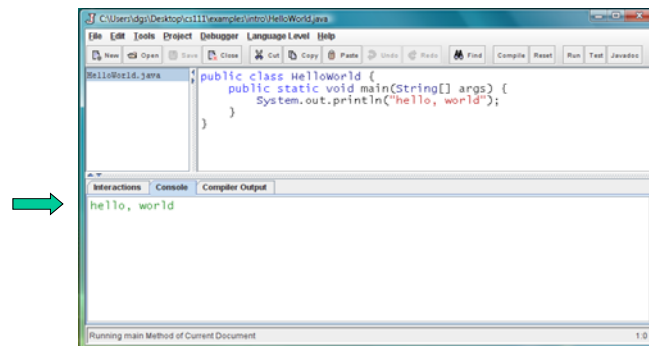 C:\Users\dgs\Desktop\cs111\examples\intro\HelloWorld.java
File Edit Tools Project Debugger Language Level Help
New Open Save Close Cut Copy Paste Undo Redo Find Compile Reset Run Test Javadoc
HelloWorld.java
public class HelloWorld {
    public static void main(String[] args) {
        System.out.println("hello, world");
    }
}
Interactions Console Compiler Output
hello, world
Running main Method of Current Document 1:0